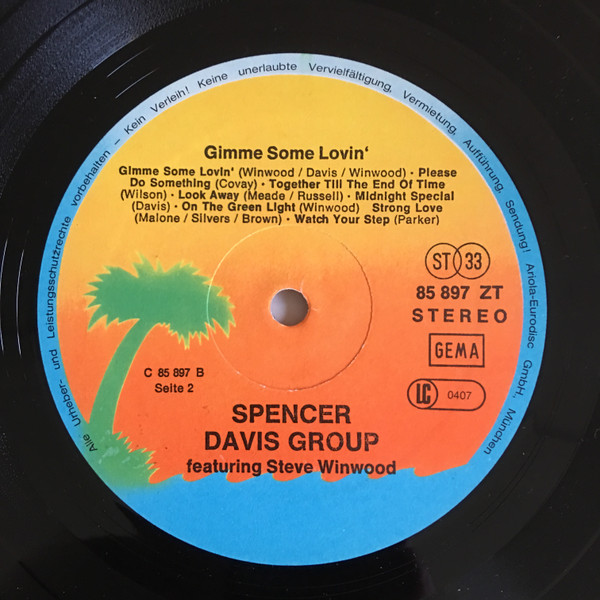 Alle Urheber- und Leistungsschutzrechte vorbehalten – Kein Verleih! Keine unerlaubte Vervielfältigung, Vermietung, Aufführung, Sendung! Ariola-Eurodisc GmbH., München
Gimme Some Lovin'
Gimme Some Lovin' (Winwood / Davis / Winwood) · Please
Do Something (Covay) · Together Till The End Of Time
(Wilson) · Look Away (Meade / Russell) · Midnight Special
(Davis) · On The Green Light (Winwood) Strong Love
(Malone / Silvers / Brown) · Watch Your Step (Parker)
ST 33
85 897 ZT
STEREO
GEMA
LC 0407
C 85 897 B
Seite 2
SPENCER
DAVIS GROUP
featuring Steve Winwood